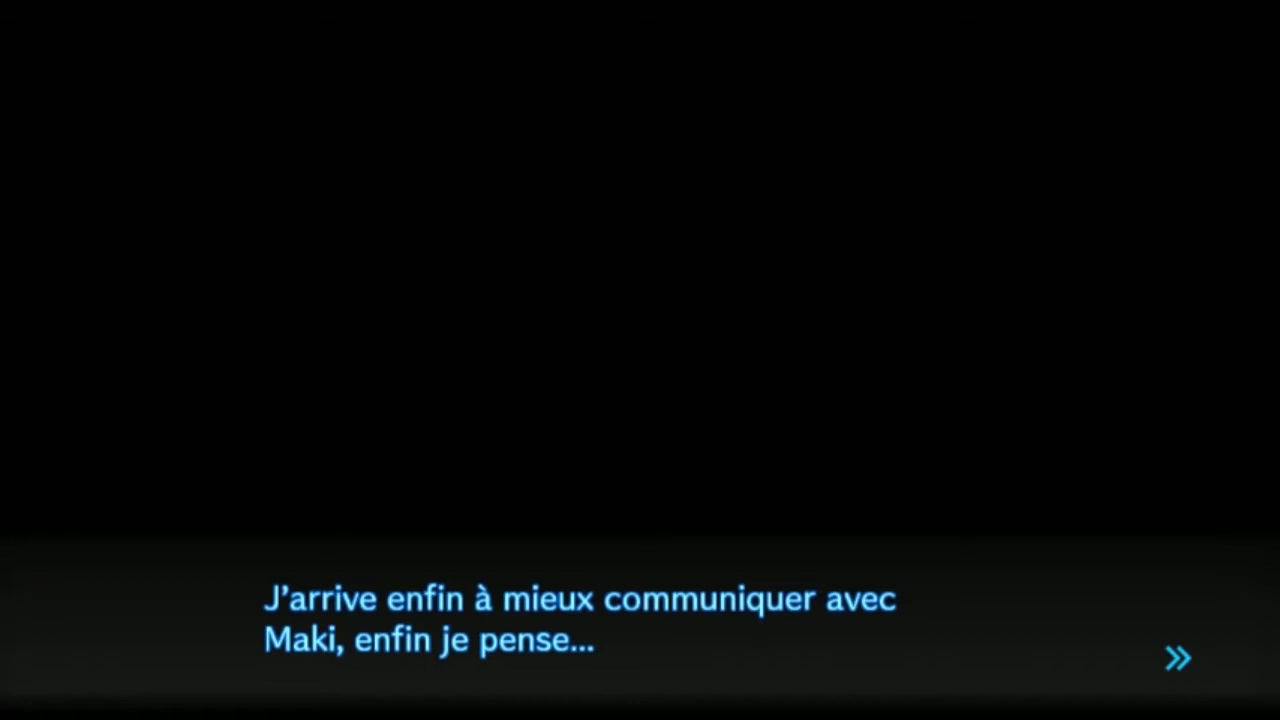 J’arrive enfin à mieux communiquer avec
Maki, enfin je pense...